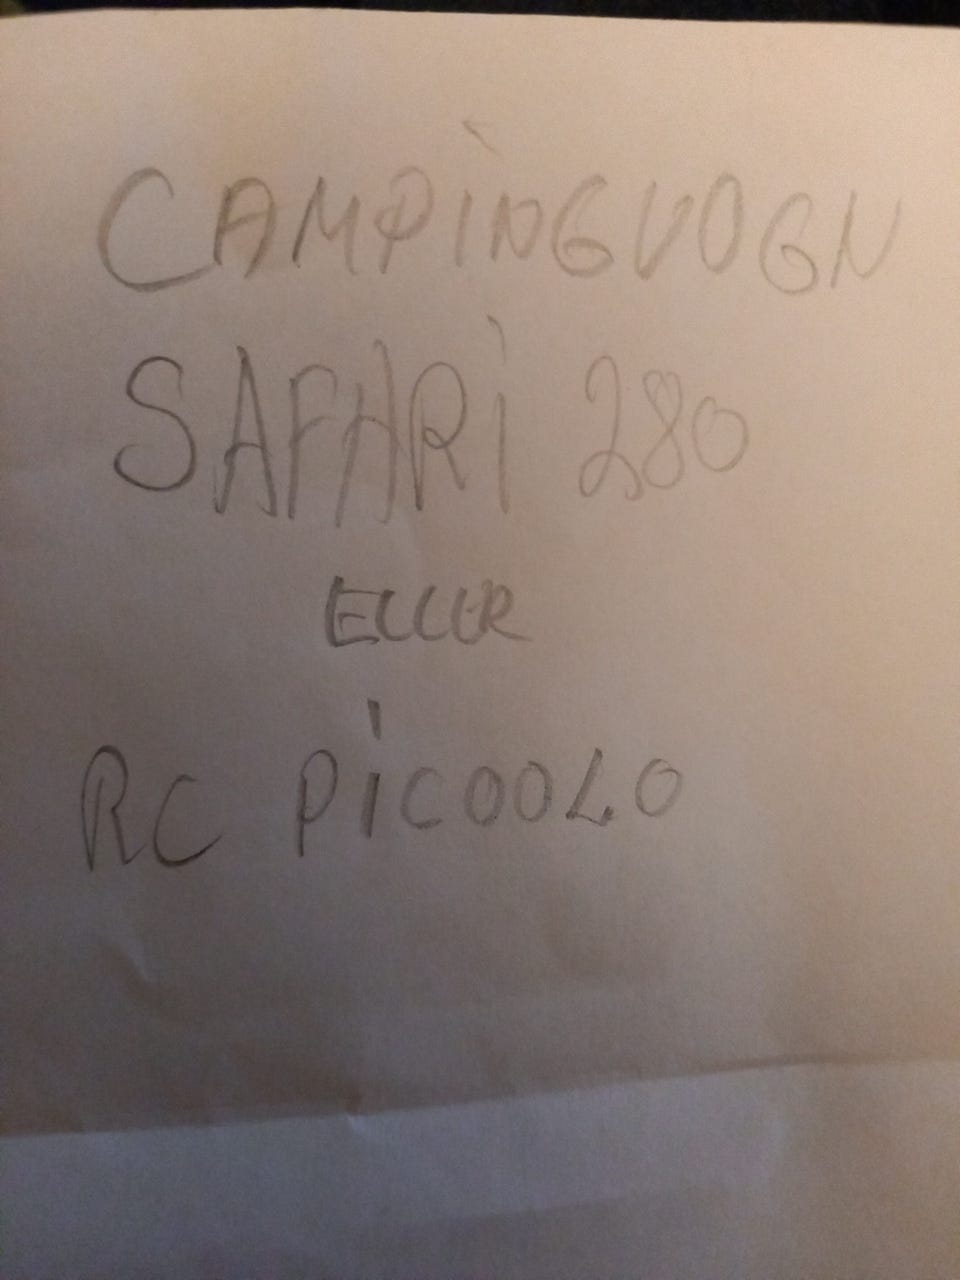 CAMPiNGVOGN
SAFARi 280
ELLER
RC PiCOOLO